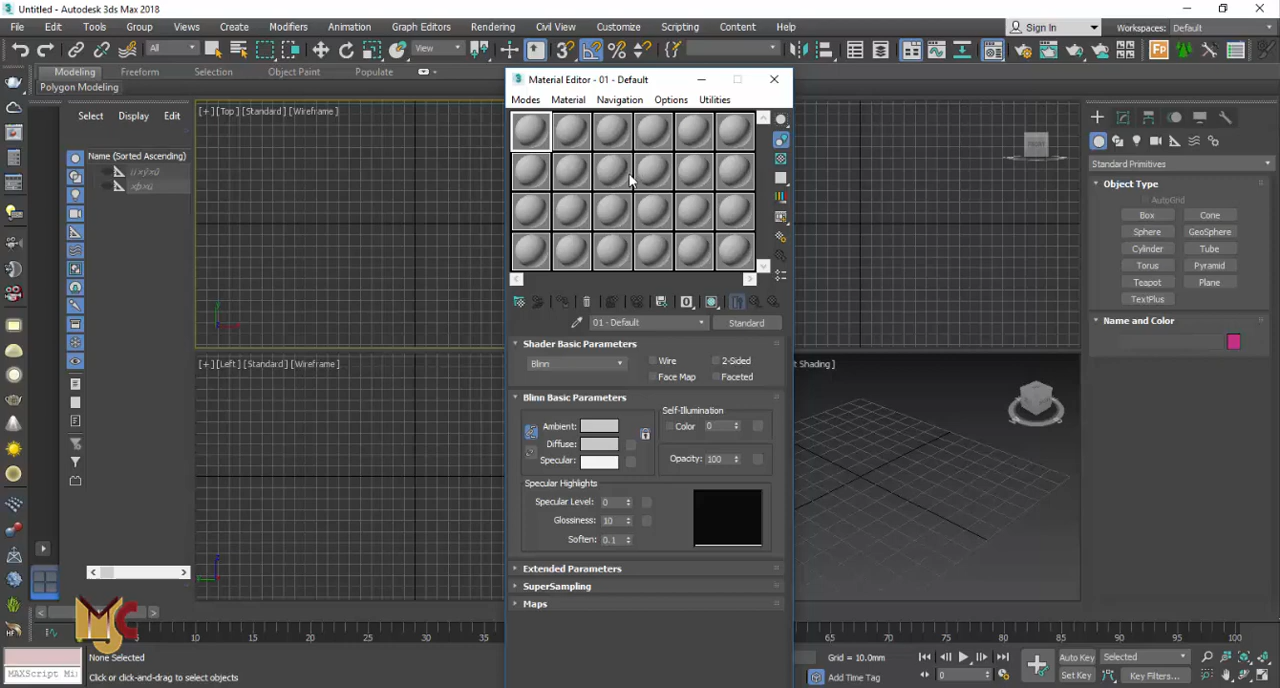 Untitled - Autodesk 3ds Max 2018
File Edit Tools Group Views Create Modifiers Animation Graph Editors Rendering Civil View Customize Scripting Content Help
Sign In Workspaces: Default
All View
Modeling Freeform Selection Object Paint Populate
Polygon Modeling
Select Display Edit
Name (Sorted Ascending)
[+] [Top] [Standard] [Wireframe]
[+] [Left] [Standard] [Wireframe]
Shading ]
FRONT
Material Editor - 01 - Default
Modes Material Navigation Options Utilities
01 - Default Standard
Shader Basic Parameters
Blinn Wire 2-Sided
Face Map Faceted
Blinn Basic Parameters
Self-Illumination
Ambient: Color 0
Diffuse:
Specular: Opacity: 100
Specular Highlights
Specular Level: 0
Glossiness: 10
Soften: 0.1
Extended Parameters
SuperSampling
Maps
Standard Primitives
Object Type
AutoGrid
Box Cone
Sphere GeoSphere
Cylinder Tube
Torus Pyramid
Teapot Plane
TextPlus
Name and Color
MJC
10 15 20 25 30 35 65 70 75 80 85 90 95 100
None Selected
Click or click-and-drag to select objects
MAXScript Mi
Grid = 10.0mm
Add Time Tag
Auto Key Selected
Set Key Key Filters...
0